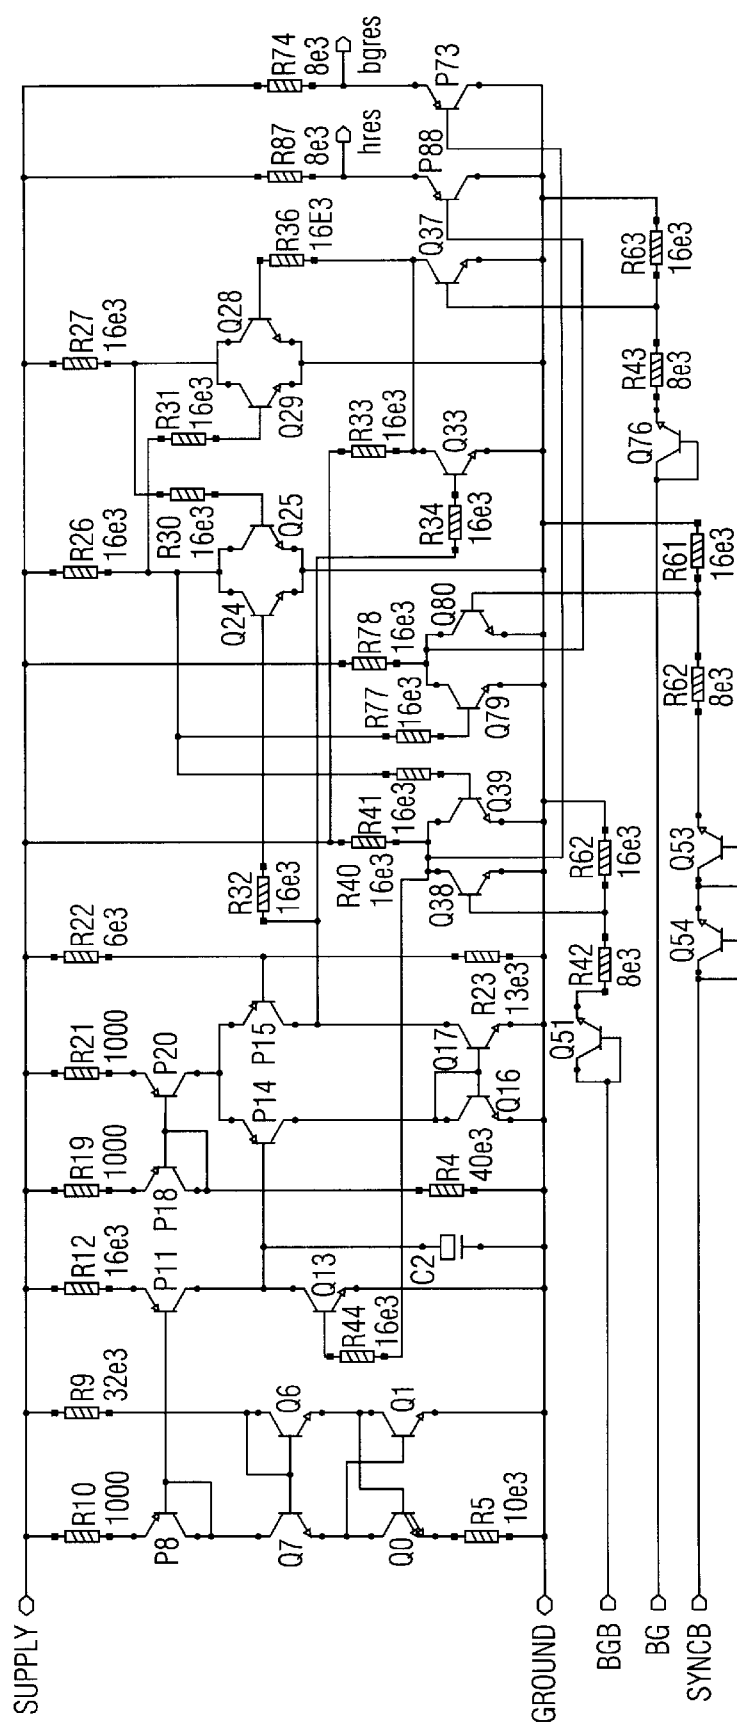 R74
8e3
bgres
P73
R87
8e3
hres
P88
R36
16E3
Q37
R63
16e3
R27
16e3
Q28
Q29
R31
16e3
R33
16e3
Q33
R34
16e3
R43
8e3
Q76
R26
16e3
R30
16e3
Q25
Q24
R61
16e3
R78
16e3
Q80
R77
16e3
Q79
R62
8e3
R41
16e3
R40
16e3
Q39
Q38
R62
16e3
Q53
Q54
R32
16e3
R22
6e3
R23
13e3
R42
8e3
Q51
R21
1000
P20
P15
P14
Q17
Q16
R19
1000
P18
R4
40e3
R12
16e3
P11
Q13
C2
R44
16e3
R9
32e3
Q6
Q1
R10
1000
P8
Q7
Q0
R5
10e3
SUPPLY
GROUND
BGB
BG
SYNCB